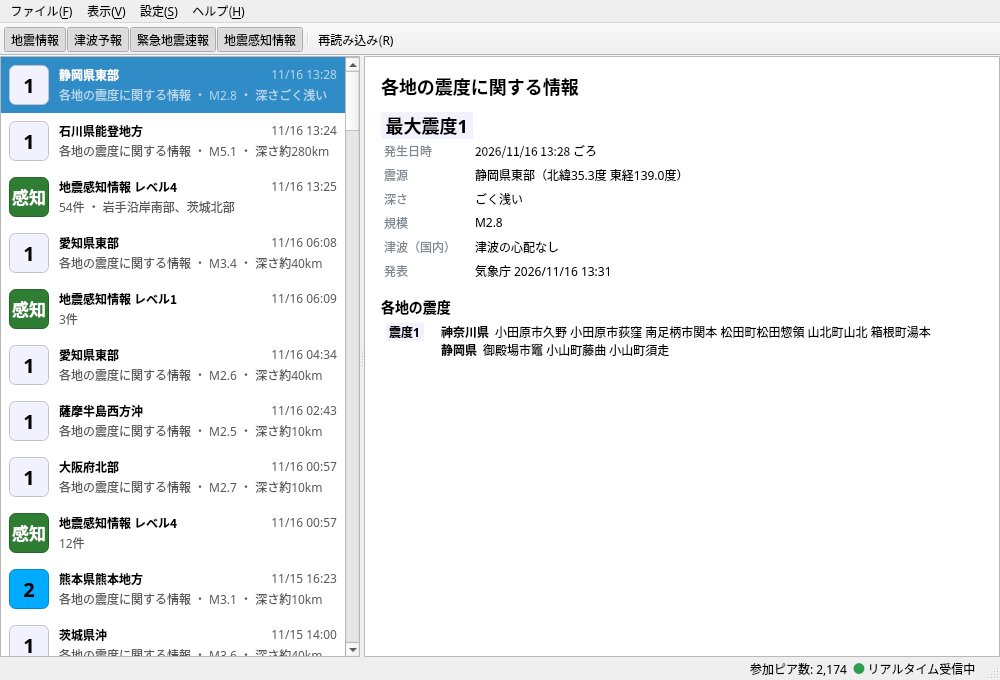 ファイル(F) 表示(V) 設定(S) ヘルプ(H)
地震情報 津波予報 緊急地震速報 地震感知情報 再読み込み(R)
1 静岡県東部 11/16 13:28
各地の震度に関する情報 ・ M2.8 ・ 深さごく浅い
1 石川県能登地方 11/16 13:24
各地の震度に関する情報 ・ M5.1 ・ 深さ約280km
感知 地震感知情報 レベル4 11/16 13:25
54件 ・ 岩手沿岸南部、茨城北部
1 愛知県東部 11/16 06:08
各地の震度に関する情報 ・ M3.4 ・ 深さ約40km
感知 地震感知情報 レベル1 11/16 06:09
3件
1 愛知県東部 11/16 04:34
各地の震度に関する情報 ・ M2.6 ・ 深さ約40km
1 薩摩半島西方沖 11/16 02:43
各地の震度に関する情報 ・ M2.5 ・ 深さ約10km
1 大阪府北部 11/16 00:57
各地の震度に関する情報 ・ M2.7 ・ 深さ約10km
感知 地震感知情報 レベル4 11/16 00:57
12件
2 熊本県熊本地方 11/15 16:23
各地の震度に関する情報 ・ M3.1 ・ 深さ約10km
1 茨城県沖 11/15 14:00
各地の震度に関する情報 ・ M3.6 ・ 深さ約40km
各地の震度に関する情報
最大震度1
発生日時 2026/11/16 13:28 ごろ
震源 静岡県東部（北緯35.3度 東経139.0度）
深さ ごく浅い
規模 M2.8
津波（国内） 津波の心配なし
発表 気象庁 2026/11/16 13:31
各地の震度
震度1 神奈川県 小田原市久野 小田原市荻窪 南足柄市関本 松田町松田惣領 山北町山北 箱根町湯本
静岡県 御殿場市竈 小山町藤曲 小山町須走
参加ピア数: 2,174 リアルタイム受信中